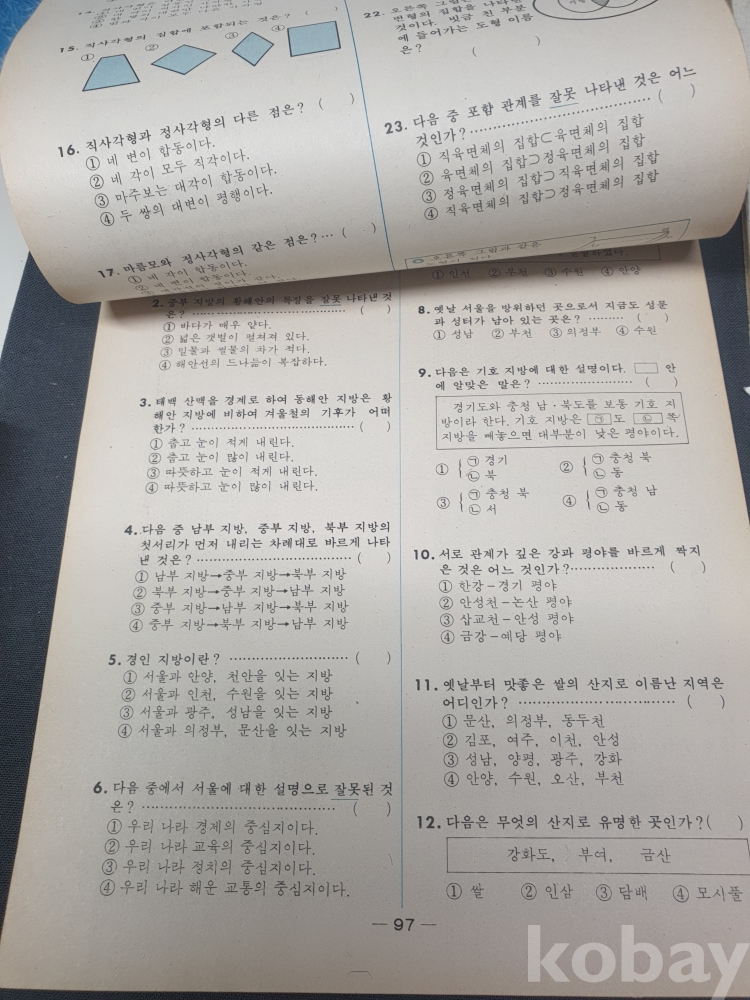 15. 직사각형의 집합에 포함되는 것은? ( )
① ② ③ ④
16. 직사각형과 정사각형의 다른 점은? ( )
① 네 변이 합동이다.
② 네 각이 모두 직각이다.
③ 마주보는 대각이 합동이다.
④ 두 쌍의 대변이 평행이다.
17. 마름모와 정사각형의 같은 점은?… ( )
① 네 각이 합동이다.
22. 오른쪽
변형의 집합을 나타낸
것이다. 빗금 친 부분
에 들어가는 도형 이름
은? ( )
23. 다음 중 포함 관계를 잘못 나타낸 것은 어느
것인가? ( )
① 직육면체의 집합⊂육면체의 집합
② 육면체의 집합⊃정육면체의 집합
③ 정육면체의 집합⊃직육면체의 집합
④ 직육면체의 집합⊃정육면체의 집합
2. 중부 지방의 황해안의 특징을 잘못 나타낸 것
은? ( )
① 바다가 매우 얕다.
② 넓은 갯벌이 펼쳐져 있다.
③ 밀물과 썰물의 차가 적다.
④ 해안선의 드나듦이 복잡하다.
3. 태백 산맥을 경계로 하여 동해안 지방은 황
해안 지방에 비하여 겨울철의 기후가 어떠
한가? ( )
① 춥고 눈이 적게 내린다.
② 춥고 눈이 많이 내린다.
③ 따뜻하고 눈이 적게 내린다.
④ 따뜻하고 눈이 많이 내린다.
4. 다음 중 남부 지방, 중부 지방, 북부 지방의
첫서리가 먼저 내리는 차례대로 바르게 나타
낸 것은? ( )
① 남부 지방→중부 지방→북부 지방
② 북부 지방→중부 지방→남부 지방
③ 중부 지방→남부 지방→북부 지방
④ 중부 지방→북부 지방→남부 지방
5. 경인 지방이란? ( )
① 서울과 안양, 천안을 잇는 지방
② 서울과 인천, 수원을 잇는 지방
③ 서울과 광주, 성남을 잇는 지방
④ 서울과 의정부, 문산을 잇는 지방
6. 다음 중에서 서울에 대한 설명으로 잘못된 것
은? ( )
① 우리 나라 경제의 중심지이다.
② 우리 나라 교육의 중심지이다.
③ 우리 나라 정치의 중심지이다.
④ 우리 나라 해운 교통의 중심지이다.
① 인천 ② 부천 ③ 수원 ④ 안양
8. 옛날 서울을 방위하던 곳으로서 지금도 성문
과 성터가 남아 있는 곳은? ( )
① 성남 ② 부천 ③ 의정부 ④ 수원
9. 다음은 기호 지방에 대한 설명이다. □ 안
에 알맞은 말은? ( )
경기도와 충청 남·북도를 보통 기호 지
방이라 한다. 기호 지방은 ㉠ 도 ㉡ 쪽
지방을 빼놓으면 대부분이 낮은 평야이다.
① ㉠ 경기 ② ㉠ 충청 북
㉡ 북 ㉡ 동
③ ㉠ 충청 북 ④ ㉠ 충청 남
㉡ 서 ㉡ 동
10. 서로 관계가 깊은 강과 평야를 바르게 짝지
은 것은 어느 것인가? ( )
① 한강–경기 평야
② 안성천–논산 평야
③ 삽교천–안성 평야
④ 금강–예당 평야
11. 옛날부터 맛좋은 쌀의 산지로 이름난 지역은
어디인가? ( )
① 문산, 의정부, 동두천
② 김포, 여주, 이천, 안성
③ 성남, 양평, 광주, 강화
④ 안양, 수원, 오산, 부천
12. 다음은 무엇의 산지로 유명한 곳인가? ( )
강화도, 부여, 금산
① 쌀 ② 인삼 ③ 담배 ④ 모시풀
— 97 —
kobay